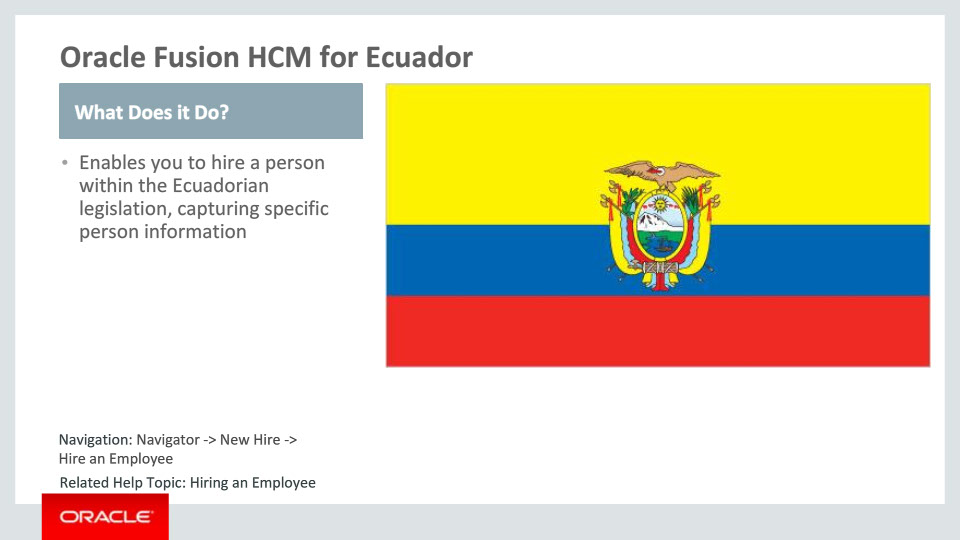 Oracle Fusion HCM for Ecuador
What Does it Do?
• Enables you to hire a person
within the Ecuadorian
legislation, capturing specific
person information
Navigation: Navigator -> New Hire ->
Hire an Employee
Related Help Topic: Hiring an Employee
ORACLE